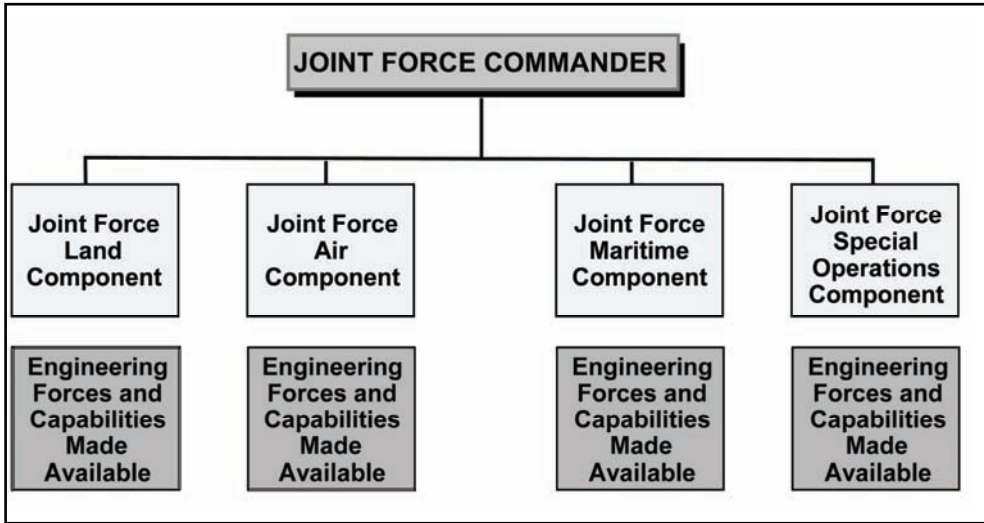 JOINT FORCE COMMANDER
Joint Force
Land
Component
Joint Force
Air
Component
Joint Force
Maritime
Component
Joint Force
Special
Operations
Component
Engineering
Forces and
Capabilities
Made
Available
Engineering
Forces and
Capabilities
Made
Available
Engineering
Forces and
Capabilities
Made
Available
Engineering
Forces and
Capabilities
Made
Available